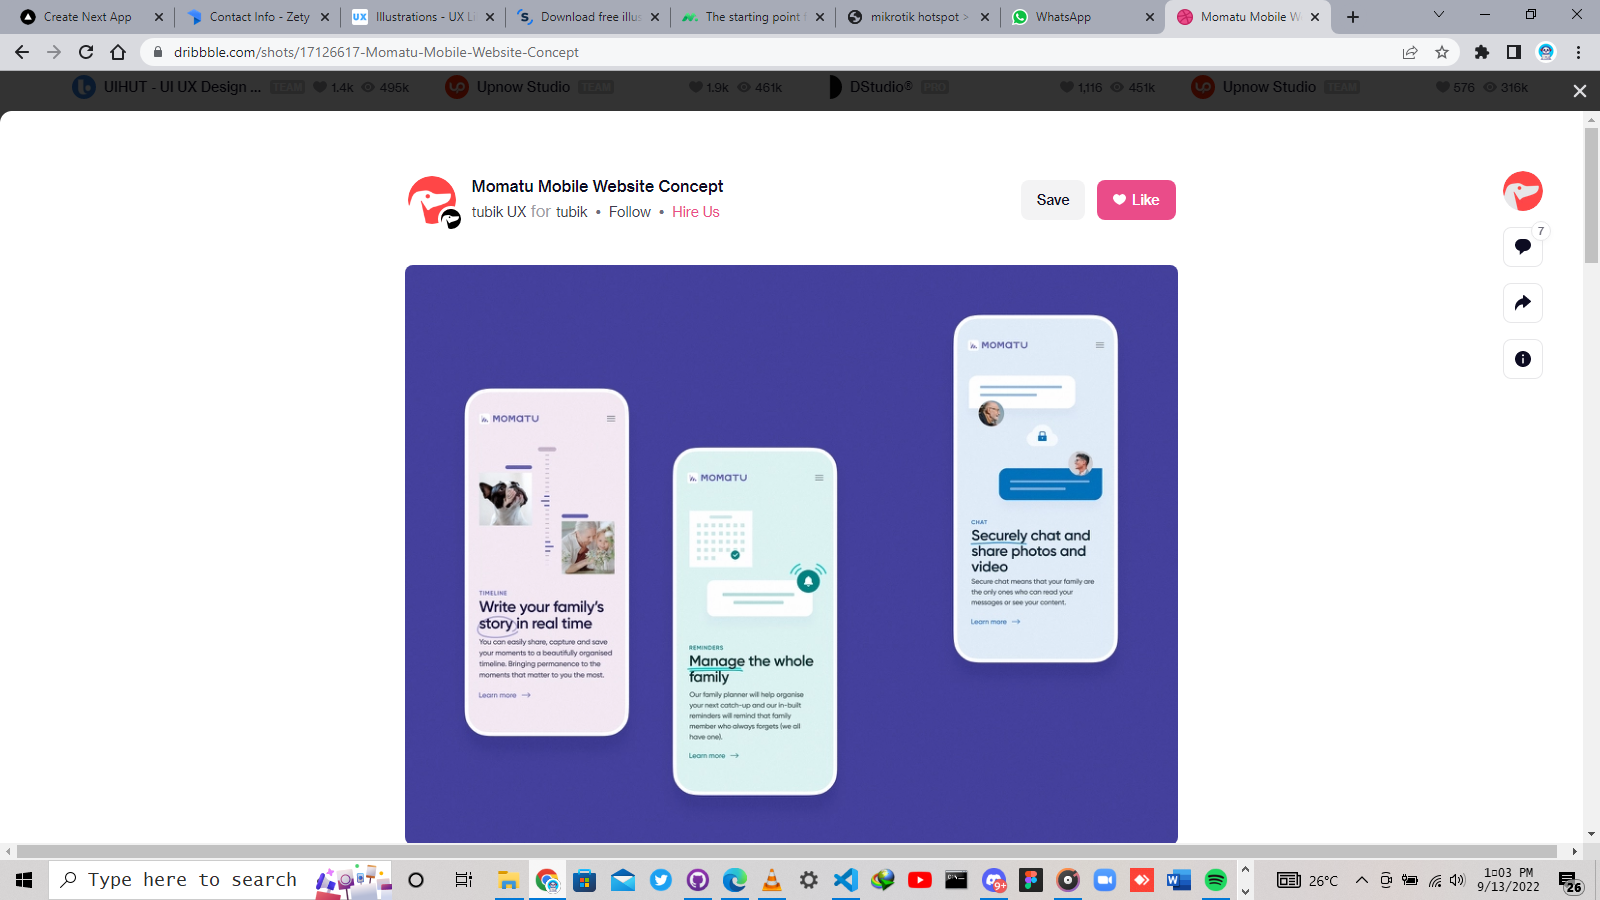 Create Next App
Contact Info - Zety
UX
Illustrations - UX Li
Download free illus
The starting point f
mikrotik hotspot >
WhatsApp
Momatu Mobile W
dribbble.com/shots/17126617-Momatu-Mobile-Website-Concept
UIHUT - UI UX Design ... TEAM 1.4k 495k
Upnow Studio TEAM 1.9k 461k
DStudio® PRO 1,116 451k
Upnow Studio TEAM 576 316k
Momatu Mobile Website Concept
tubik UX for tubik • Follow • Hire Us
Save
Like
7
MOMATU
TIMELINE
Write your family's
story in real time
You can easily share, capture and save
your moments to a beautifully organised
timeline. Bringing permanence to the
moments that matter to you the most.
Learn more →
MOMATU
REMINDERS
Manage the whole
family
Our family planner will help organise
your next catch-up and our in-built
reminders will remind that family
member who always forgets (we all
have one).
Learn more →
MOMATU
CHAT
Securely chat and
share photos and
video
Secure chat means that your family are
the only ones who can read your
messages or see your content.
Learn more →
Type here to search
9+
26°C
1:03 PM
9/13/2022
26